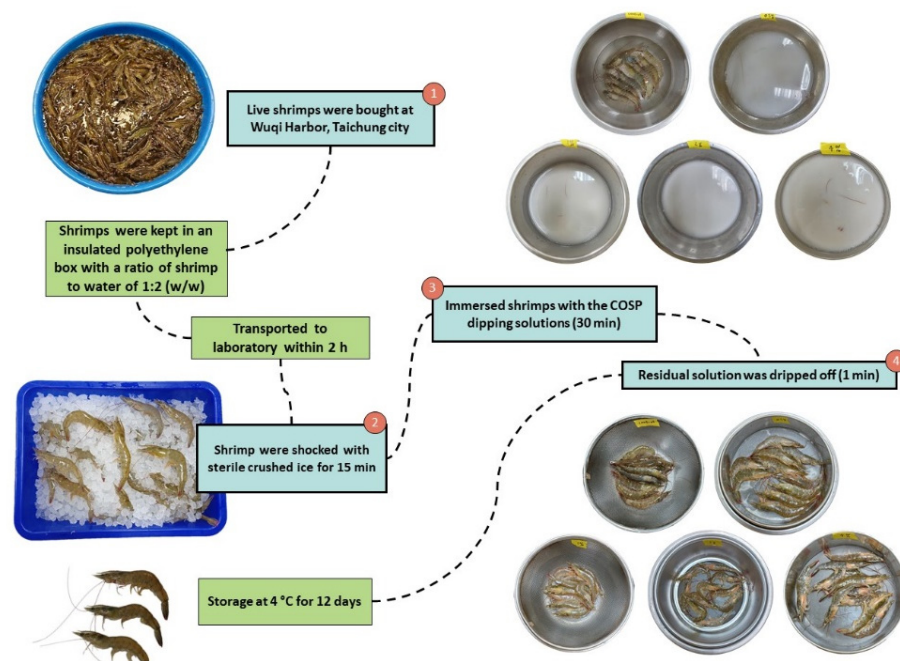 1
Live shrimps were bought at
Wuqi Harbor, Taichung city
Shrimps were kept in an
insulated polyethylene
box with a ratio of shrimp
to water of 1:2 (w/w)
Transported to
laboratory within 2 h
2
Shrimp were shocked with
sterile crushed ice for 15 min
3
Immersed shrimps with the COSP
dipping solutions (30 min)
4
Residual solution was dripped off (1 min)
Storage at 4 °C for 12 days